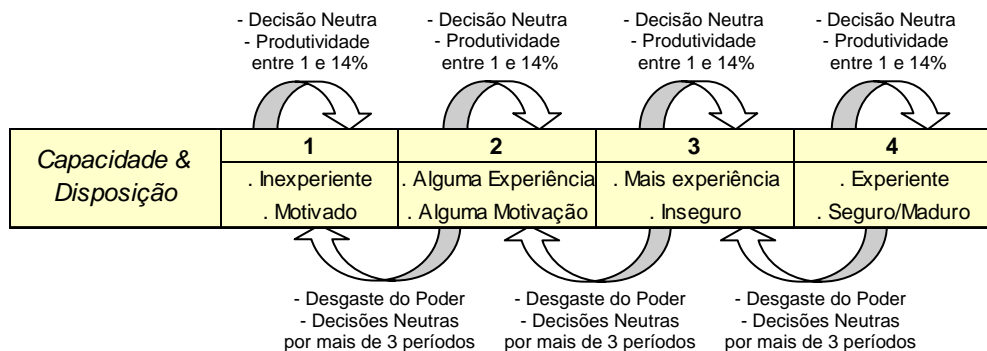 - Decisão Neutra
- Produtividade
entre 1 e 14%
- Decisão Neutra
- Produtividade
entre 1 e 14%
- Decisão Neutra
- Produtividade
entre 1 e 14%
- Decisão Neutra
- Produtividade
entre 1 e 14%
Capacidade &
Disposição
1
2
3
4
. Inexperiente
. Alguma Experiência
. Mais experiência
. Experiente
. Motivado
. Alguma Motivação
. Inseguro
. Seguro/Maduro
- Desgaste do Poder
- Decisões Neutras
por mais de 3 períodos
- Desgaste do Poder
- Decisões Neutras
por mais de 3 períodos
- Desgaste do Poder
- Decisões Neutras
por mais de 3 períodos